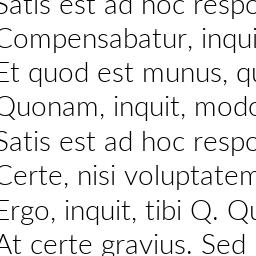 Satis est ad hoc respo
Compensabatur, inqui
Et quod est munus, qu
Quonam, inquit, modo
Satis est ad hoc respo
Certe, nisi voluptatem
Ergo, inquit, tibi Q. Qu
At certe gravius. Sed